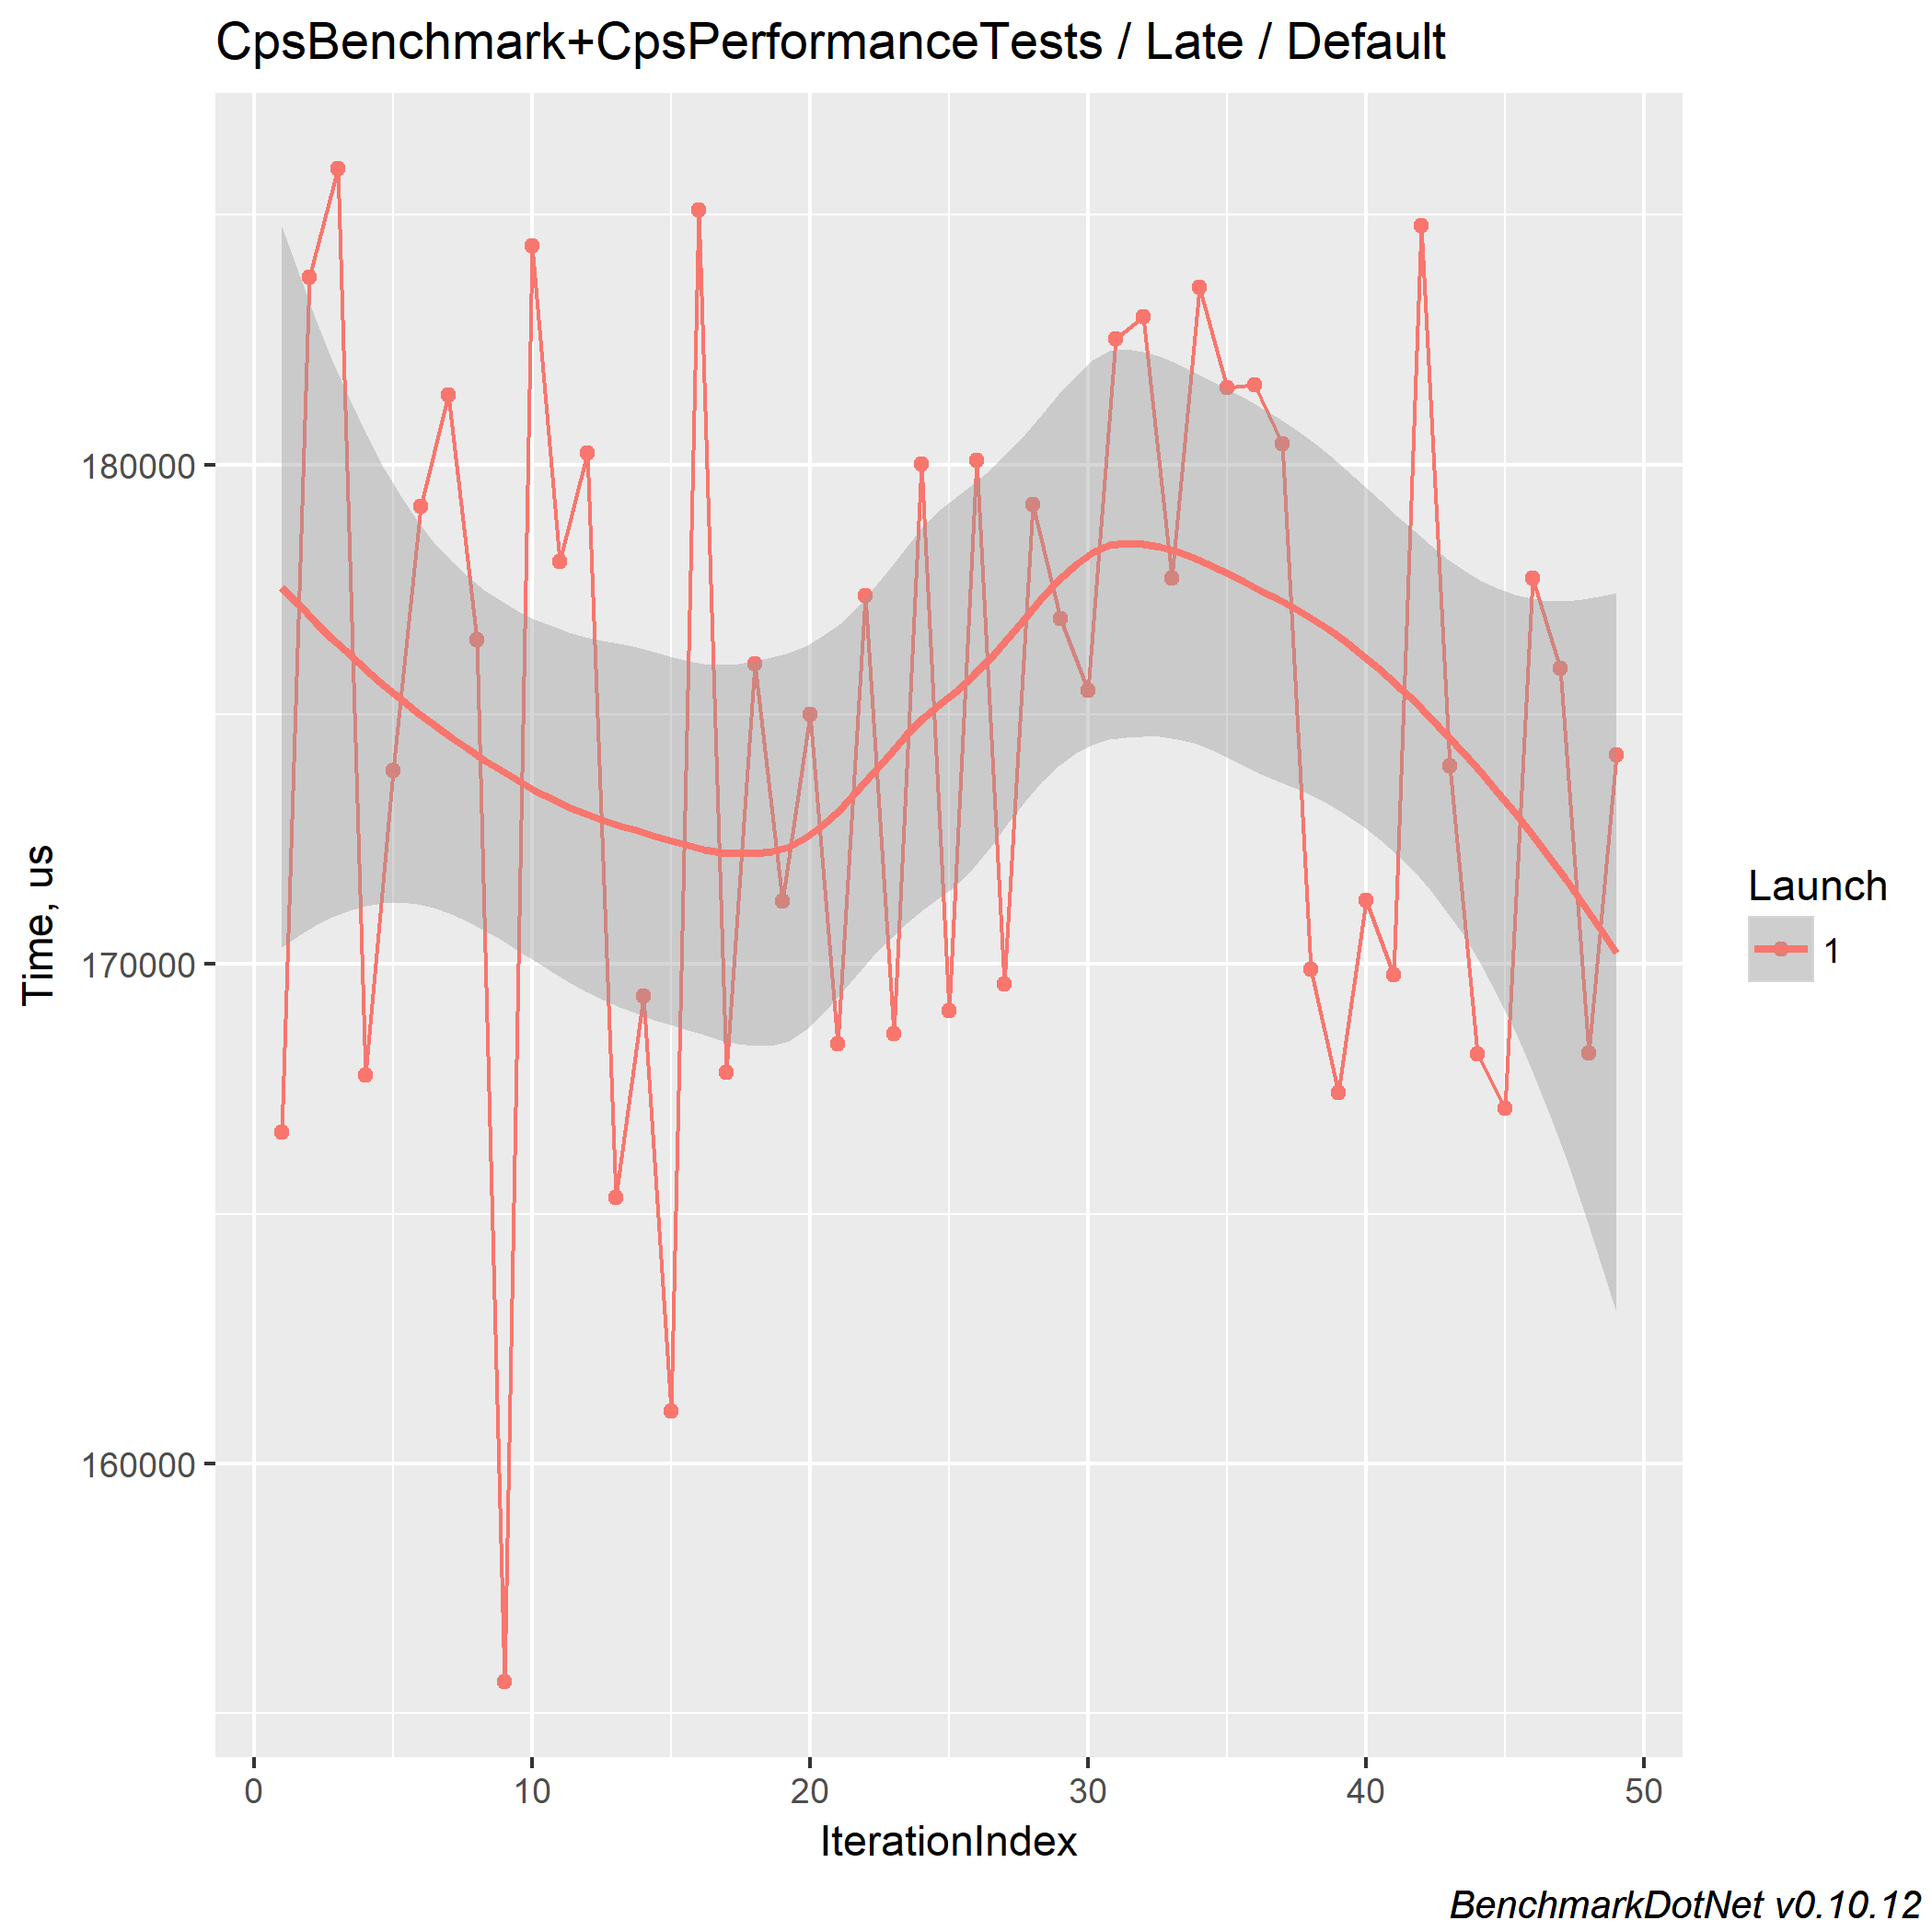 CpsBenchmark+CpsPerformanceTests / Late / Default
Time, us
180000
170000
160000
0 10 20 30 40 50
IterationIndex
Launch
1
BenchmarkDotNet v0.10.12